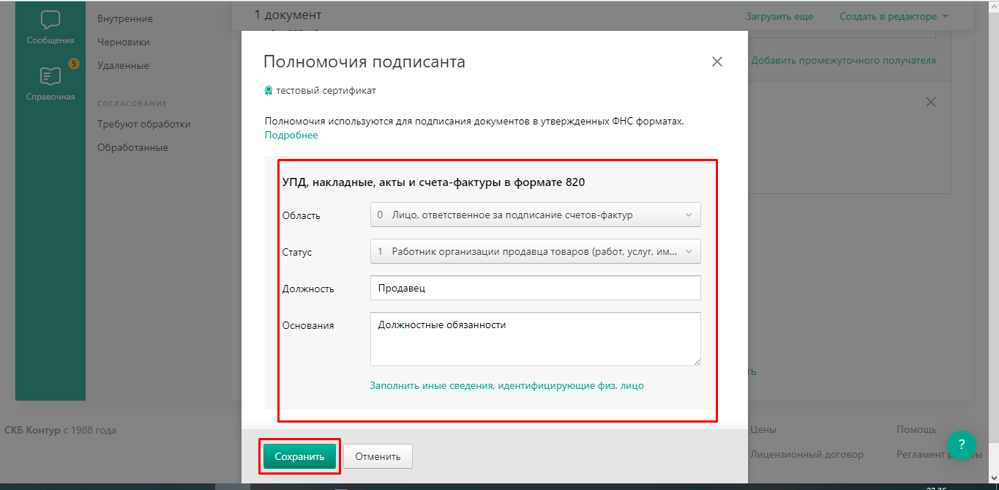 Сообщения
5
Справочная
Внутренние
Черновики
Удаленные
СОГЛАСОВАНИЕ
Требуют обработки
Обработанные
1 документ
Загрузить еще
Создать в редакторе
Добавить промежуточного получателя
Полномочия подписанта
тестовый сертификат
Полномочия используются для подписания документов в утвержденных ФНС форматах.
Подробнее
УПД, накладные, акты и счета-фактуры в формате 820
Область
0 Лицо, ответственное за подписание счетов-фактур
Статус
1 Работник организации продавца товаров (работ, услуг, им...
Должность
Продавец
Основания
Должностные обязанности
Заполнить иные сведения, идентифицирующие физ. лицо
Сохранить
Отменить
СКБ Контур с 1988 года
Цены
Помощь
Лицензионный договор
Регламент
?